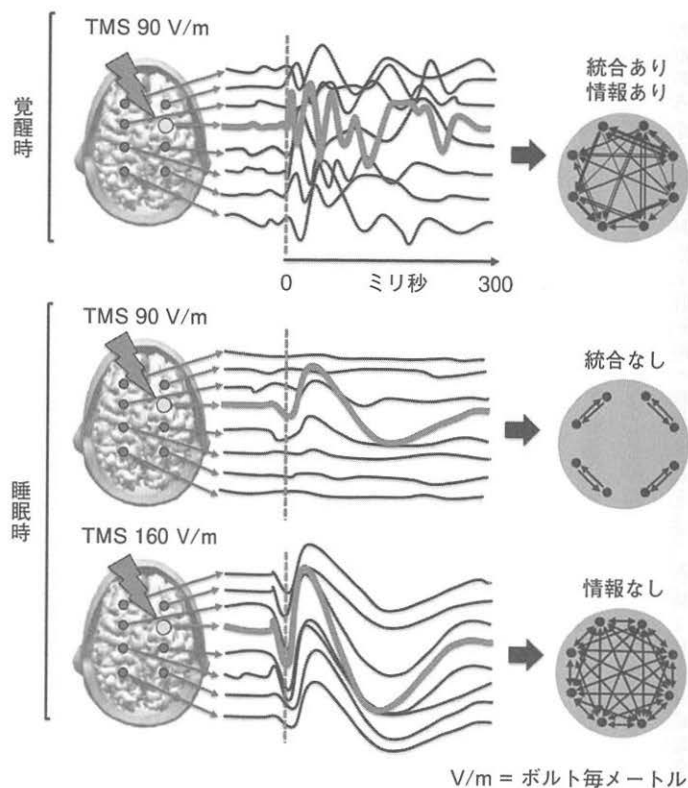 覚醒時
TMS 90 V/m
統合あり
情報あり
0
ミリ秒
300
睡眠時
TMS 90 V/m
統合なし
TMS 160 V/m
情報なし
V/m = ボルト毎メートル